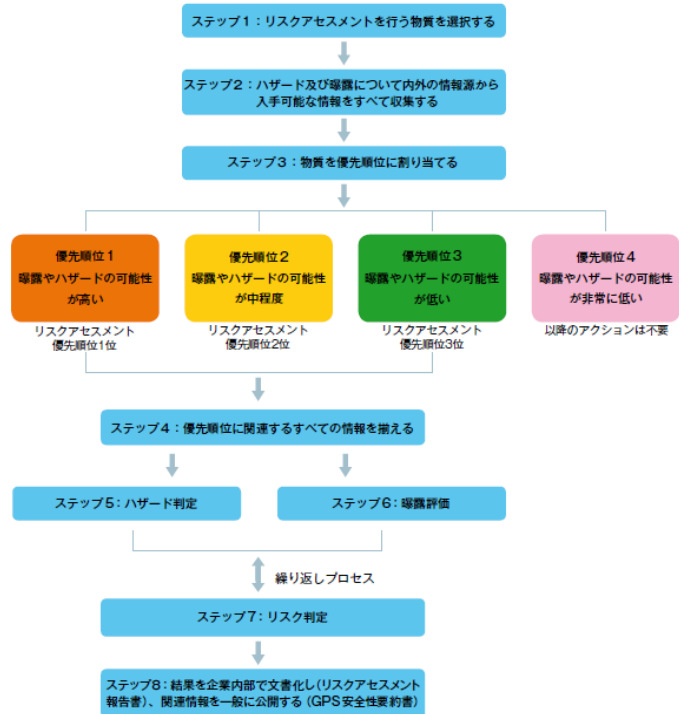 ステップ1：リスクアセスメントを行う物質を選択する
ステップ2：ハザード及び曝露について内外の情報源から
入手可能な情報をすべて収集する
ステップ3：物質を優先順位に割り当てる
優先順位1
曝露やハザードの可能性
が高い
リスクアセスメント
優先順位1位
優先順位2
曝露やハザードの可能性
が中程度
リスクアセスメント
優先順位2位
優先順位3
曝露やハザードの可能性
が低い
リスクアセスメント
優先順位3位
優先順位4
曝露やハザードの可能性
が非常に低い
以降のアクションは不要
ステップ4：優先順位に関連するすべての情報を揃える
ステップ5：ハザード判定
ステップ6：曝露評価
繰り返しプロセス
ステップ7：リスク判定
ステップ8：結果を企業内部で文書化し（リスクアセスメント
報告書）、関連情報を一般に公開する（GPS安全性要約書）